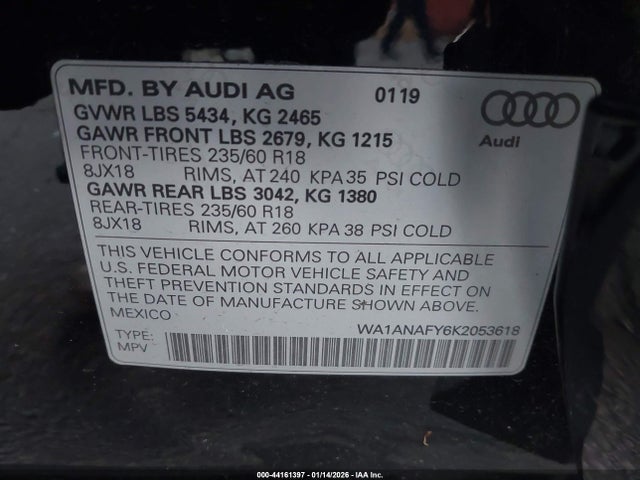 MFD. BY AUDI AG 0119
GVWR LBS 5434, KG 2465
GAWR FRONT LBS 2679, KG 1215
FRONT-TIRES 235/60 R18
8JX18 RIMS, AT 240 KPA 35 PSI COLD
GAWR REAR LBS 3042, KG 1380
REAR-TIRES 235/60 R18
8JX18 RIMS, AT 260 KPA 38 PSI COLD
Audi
THIS VEHICLE CONFORMS TO ALL APPLICABLE
U.S. FEDERAL MOTOR VEHICLE SAFETY AND
THEFT PREVENTION STANDARDS IN EFFECT ON
THE DATE OF MANUFACTURE SHOWN ABOVE.
MEXICO
WA1ANAFY6K2053618
TYPE:
MPV
000-44161397 - 01/14/2026 - IAA Inc.